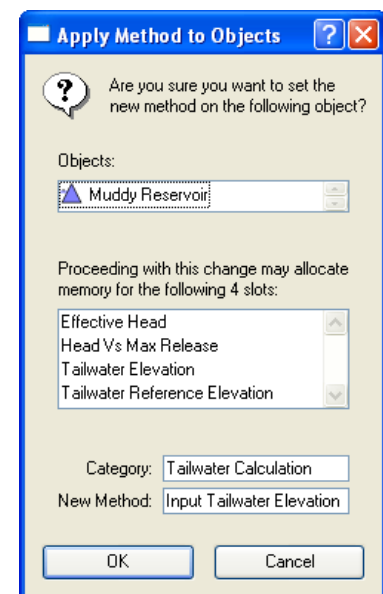 Apply Method to Objects
Are you sure you want to set the
new method on the following object?
Objects:
Muddy Reservoir
Proceeding with this change may allocate
memory for the following 4 slots:
Effective Head
Head Vs Max Release
Tailwater Elevation
Tailwater Reference Elevation
Category: Tailwater Calculation
New Method: Input Tailwater Elevation
OK Cancel